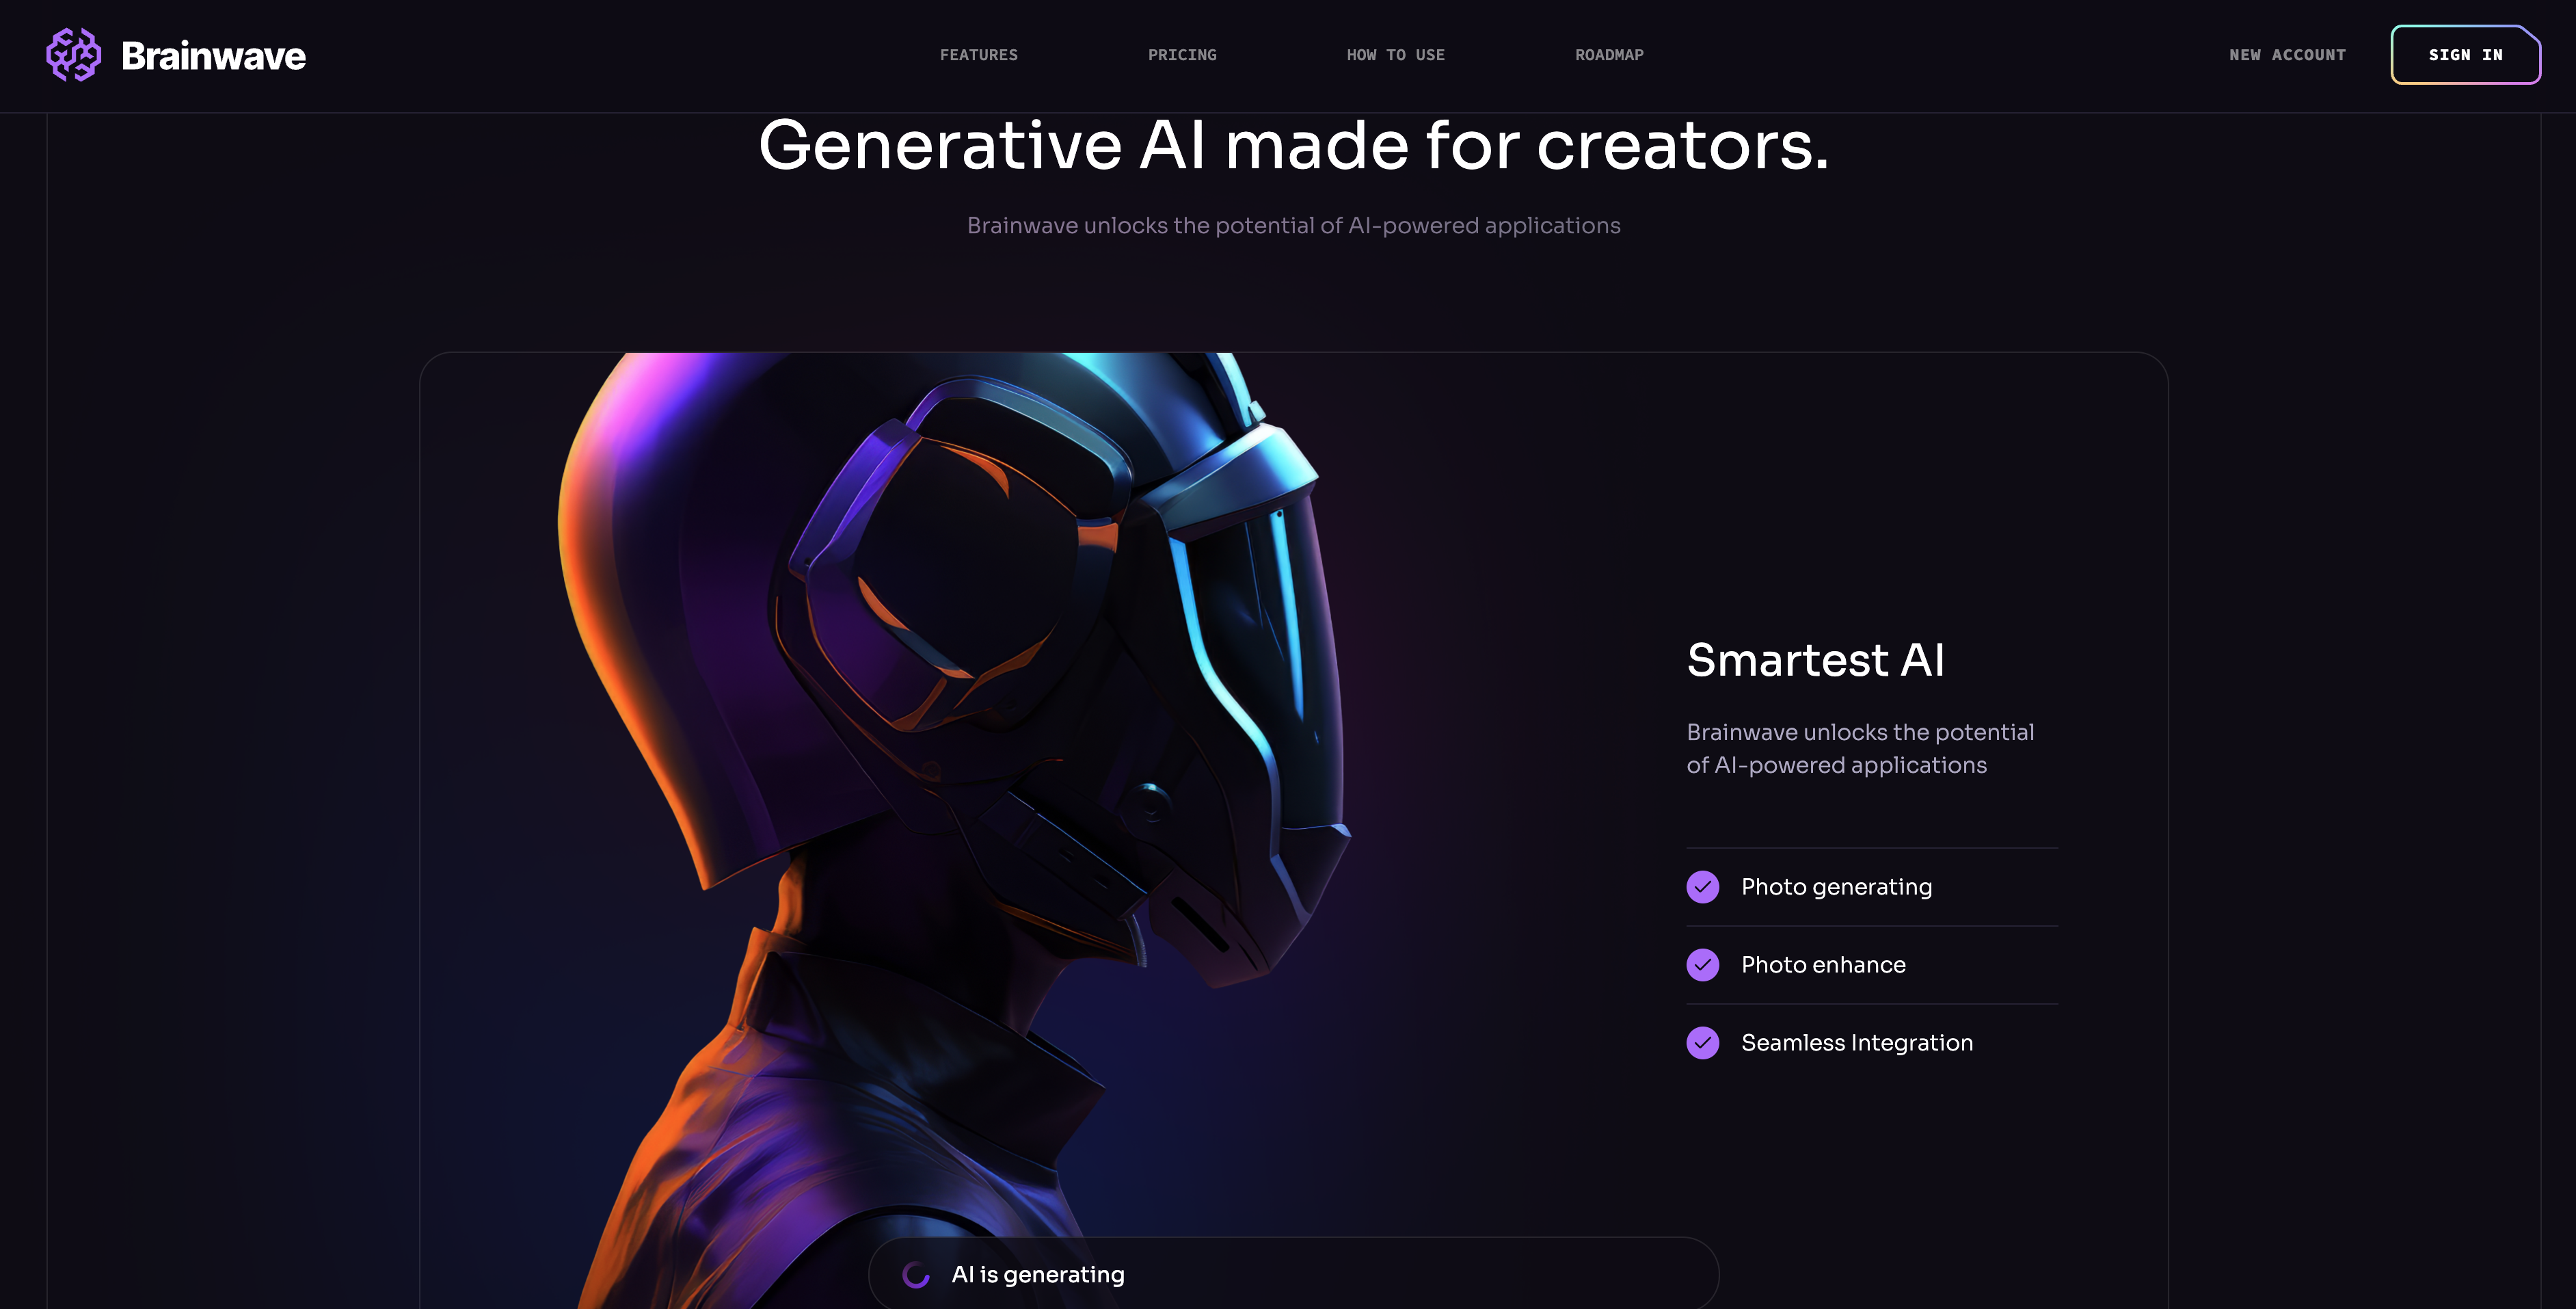 Brainwave
FEATURES
PRICING
HOW TO USE
ROADMAP
NEW ACCOUNT
SIGN IN
Generative AI made for creators.
Brainwave unlocks the potential of AI-powered applications
Smartest AI
Brainwave unlocks the potential
of AI-powered applications
Photo generating
Photo enhance
Seamless Integration
AI is generating